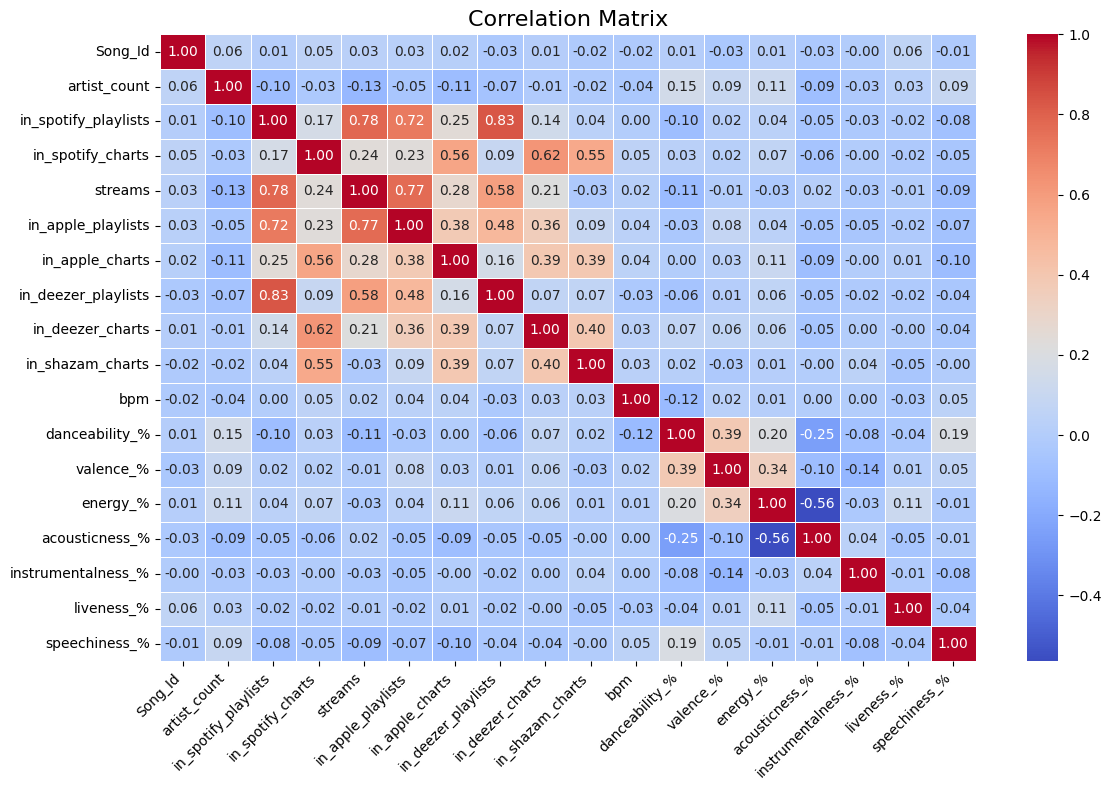 Correlation Matrix
Song_Id 1.00 0.06 0.01 0.05 0.03 0.03 0.02 -0.03 0.01 -0.02 -0.02 0.01 -0.03 0.01 -0.03 -0.00 0.06 -0.01
artist_count 0.06 1.00 -0.10 -0.03 -0.13 -0.05 -0.11 -0.07 -0.01 -0.02 -0.04 0.15 0.09 0.11 -0.09 -0.03 0.03 0.09
in_spotify_playlists 0.01 -0.10 1.00 0.17 0.78 0.72 0.25 0.83 0.14 0.04 0.00 -0.10 0.02 0.04 -0.05 -0.03 -0.02 -0.08
in_spotify_charts 0.05 -0.03 0.17 1.00 0.24 0.23 0.56 0.09 0.62 0.55 0.05 0.03 0.02 0.07 -0.06 -0.00 -0.02 -0.05
streams 0.03 -0.13 0.78 0.24 1.00 0.77 0.28 0.58 0.21 -0.03 0.02 -0.11 -0.01 -0.03 0.02 -0.03 -0.01 -0.09
in_apple_playlists 0.03 -0.05 0.72 0.23 0.77 1.00 0.38 0.48 0.36 0.09 0.04 -0.03 0.08 0.04 -0.05 -0.05 -0.02 -0.07
in_apple_charts 0.02 -0.11 0.25 0.56 0.28 0.38 1.00 0.16 0.39 0.39 0.04 0.00 0.03 0.11 -0.09 -0.00 0.01 -0.10
in_deezer_playlists -0.03 -0.07 0.83 0.09 0.58 0.48 0.16 1.00 0.07 0.07 -0.03 -0.06 0.01 0.06 -0.05 -0.02 -0.02 -0.04
in_deezer_charts 0.01 -0.01 0.14 0.62 0.21 0.36 0.39 0.07 1.00 0.40 0.03 0.07 0.06 0.06 -0.05 0.00 -0.00 -0.04
in_shazam_charts -0.02 -0.02 0.04 0.55 -0.03 0.09 0.39 0.07 0.40 1.00 0.03 0.02 -0.03 0.01 -0.00 0.04 -0.05 -0.00
bpm -0.02 -0.04 0.00 0.05 0.02 0.04 0.04 -0.03 0.03 0.03 1.00 -0.12 0.02 0.01 0.00 0.00 -0.03 0.05
danceability_% 0.01 0.15 -0.10 0.03 -0.11 -0.03 0.00 -0.06 0.07 0.02 -0.12 1.00 0.39 0.20 -0.25 -0.08 -0.04 0.19
valence_% -0.03 0.09 0.02 0.02 -0.01 0.08 0.03 0.01 0.06 -0.03 0.02 0.39 1.00 0.34 -0.10 -0.14 0.01 0.05
energy_% 0.01 0.11 0.04 0.07 -0.03 0.04 0.11 0.06 0.06 0.01 0.01 0.20 0.34 1.00 -0.56 -0.03 0.11 -0.01
acousticness_% -0.03 -0.09 -0.05 -0.06 0.02 -0.05 -0.09 -0.05 -0.05 -0.00 0.00 -0.25 -0.10 -0.56 1.00 0.04 -0.05 -0.01
instrumentalness_% -0.00 -0.03 -0.03 -0.00 -0.03 -0.05 -0.00 -0.02 0.00 0.04 0.00 -0.08 -0.14 -0.03 0.04 1.00 -0.01 -0.08
liveness_% 0.06 0.03 -0.02 -0.02 -0.01 -0.02 0.01 -0.02 -0.00 -0.05 -0.03 -0.04 0.01 0.11 -0.05 -0.01 1.00 -0.04
speechiness_% -0.01 0.09 -0.08 -0.05 -0.09 -0.07 -0.10 -0.04 -0.04 -0.00 0.05 0.19 0.05 -0.01 -0.01 -0.08 -0.04 1.00
Song_Id
artist_count
in_spotify_playlists
in_spotify_charts
streams
in_apple_playlists
in_apple_charts
in_deezer_playlists
in_deezer_charts
in_shazam_charts
bpm
danceability_%
valence_%
energy_%
acousticness_%
instrumentalness_%
liveness_%
speechiness_%
1.0
0.8
0.6
0.4
0.2
0.0
−0.2
−0.4